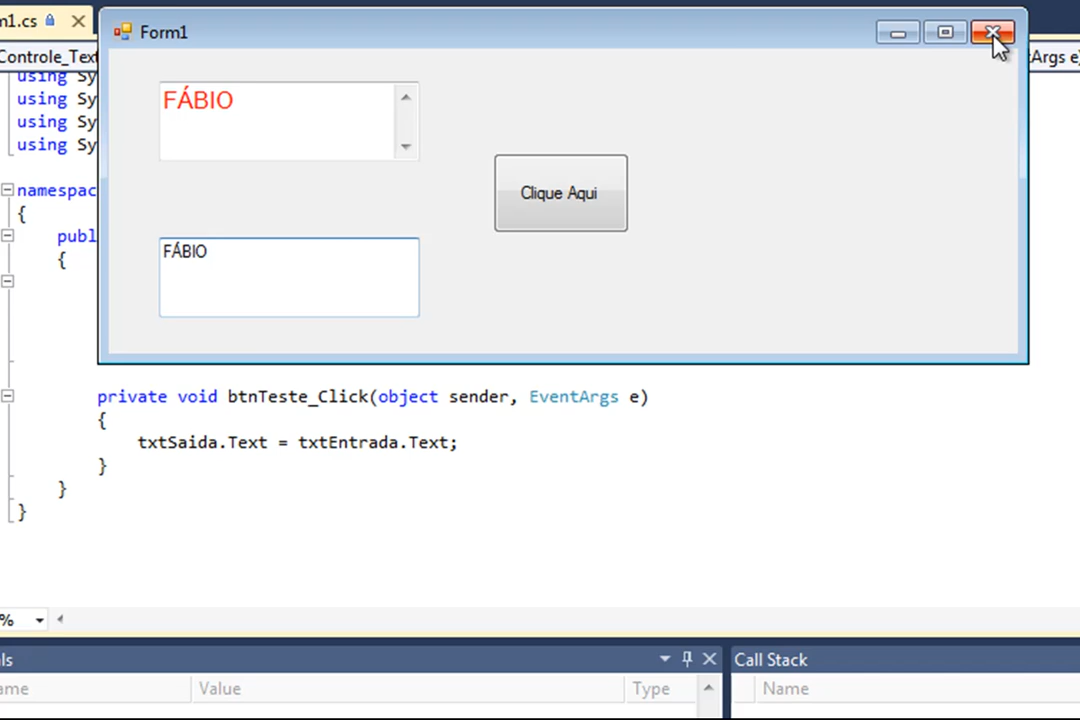 m1.cs
Form1
Controle_Text
Args e)
using Sy
using Sy
using Sy
using Sy
FÁBIO
Clique Aqui
namespac
{
publ
{
FÁBIO
private void btnTeste_Click(object sender, EventArgs e)
{
txtSaida.Text = txtEntrada.Text;
}
}
}
%
ls
Call Stack
ame
Value
Type
Name